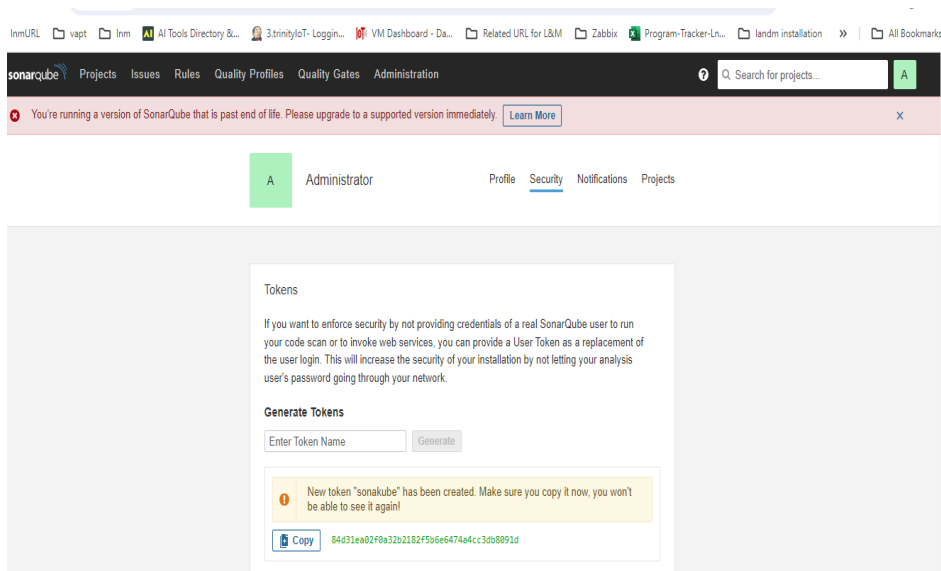 InmURL vapt Inm AI Tools Directory &... 3.trinityIoT- Loggin... VM Dashboard - Da... Related URL for L&M Zabbix Program-Tracker-Ln... landm installation » All Bookmarks
sonarqube Projects Issues Rules Quality Profiles Quality Gates Administration ? Search for projects... A
You're running a version of SonarQube that is past end of life. Please upgrade to a supported version immediately. Learn More x
A Administrator Profile Security Notifications Projects
Tokens
If you want to enforce security by not providing credentials of a real SonarQube user to run
your code scan or to invoke web services, you can provide a User Token as a replacement of
the user login. This will increase the security of your installation by not letting your analysis
user's password going through your network.
Generate Tokens
Enter Token Name Generate
New token "sonakube" has been created. Make sure you copy it now, you won't
be able to see it again!
Copy 84d31ea02f0a32b2182f5b6e6474a4cc3db8091d